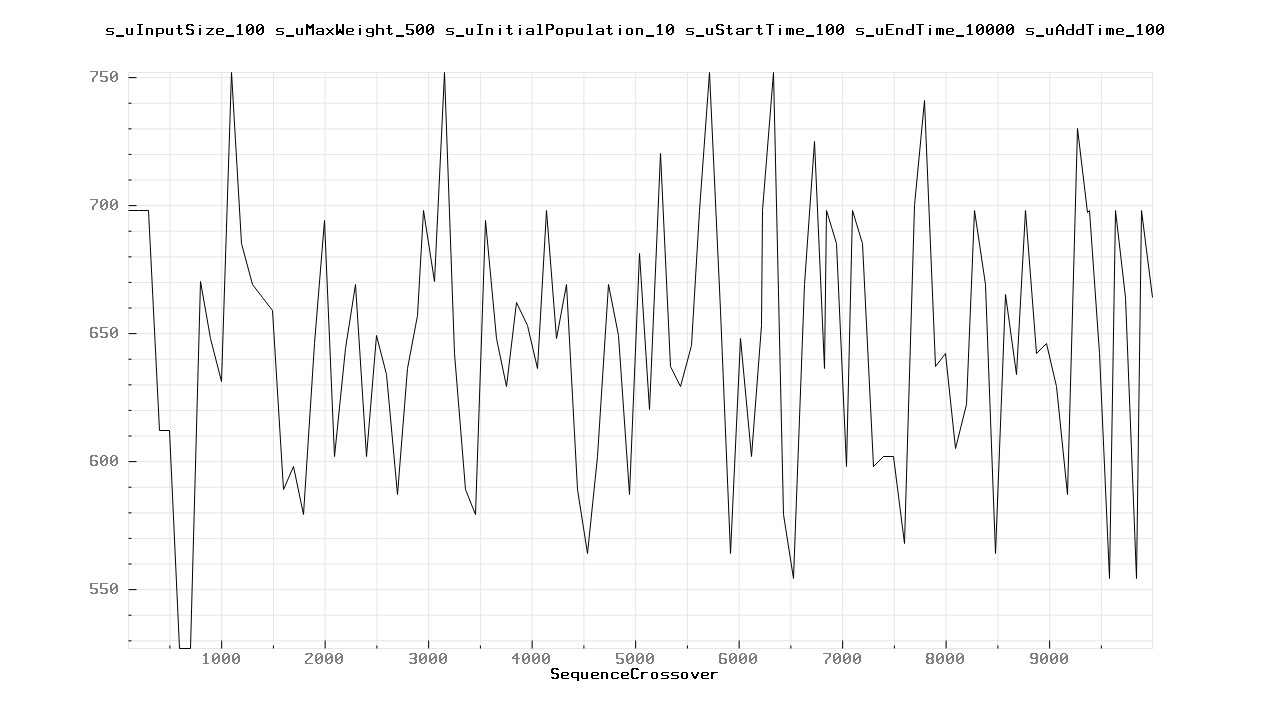 s_uInputSize_100 s_uMaxWeight_500 s_uInitialPopulation_10 s_uStartTime_100 s_uEndTime_10000 s_uAddTime_100
750
700
650
600
550
1000 2000 3000 4000 5000 6000 7000 8000 9000
SequenceCrossover